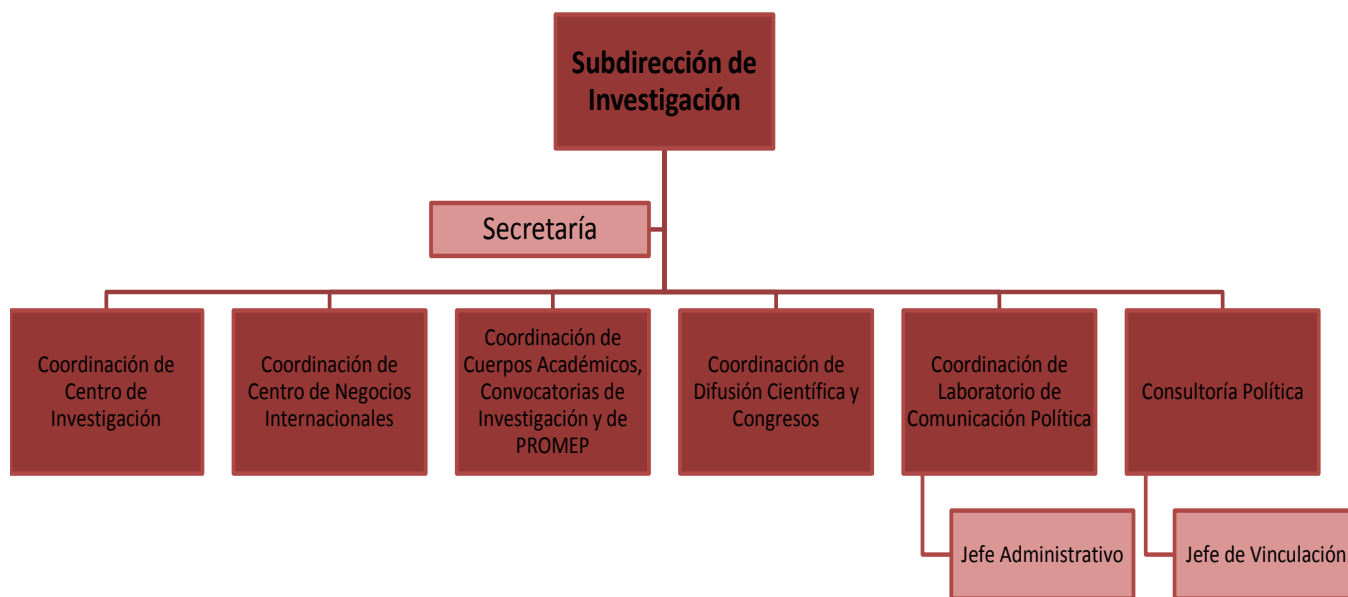 Subdirección de
Investigación
Secretaría
Coordinación de
Centro de
Investigación
Coordinación de
Centro de Negocios
Internacionales
Coordinación de
Cuerpos Académicos,
Convocatorias de
Investigación y de
PROMEP
Coordinación de
Difusión Científica y
Congresos
Coordinación de
Laboratorio de
Comunicación Política
Consultoría Política
Jefe Administrativo
Jefe de Vinculación